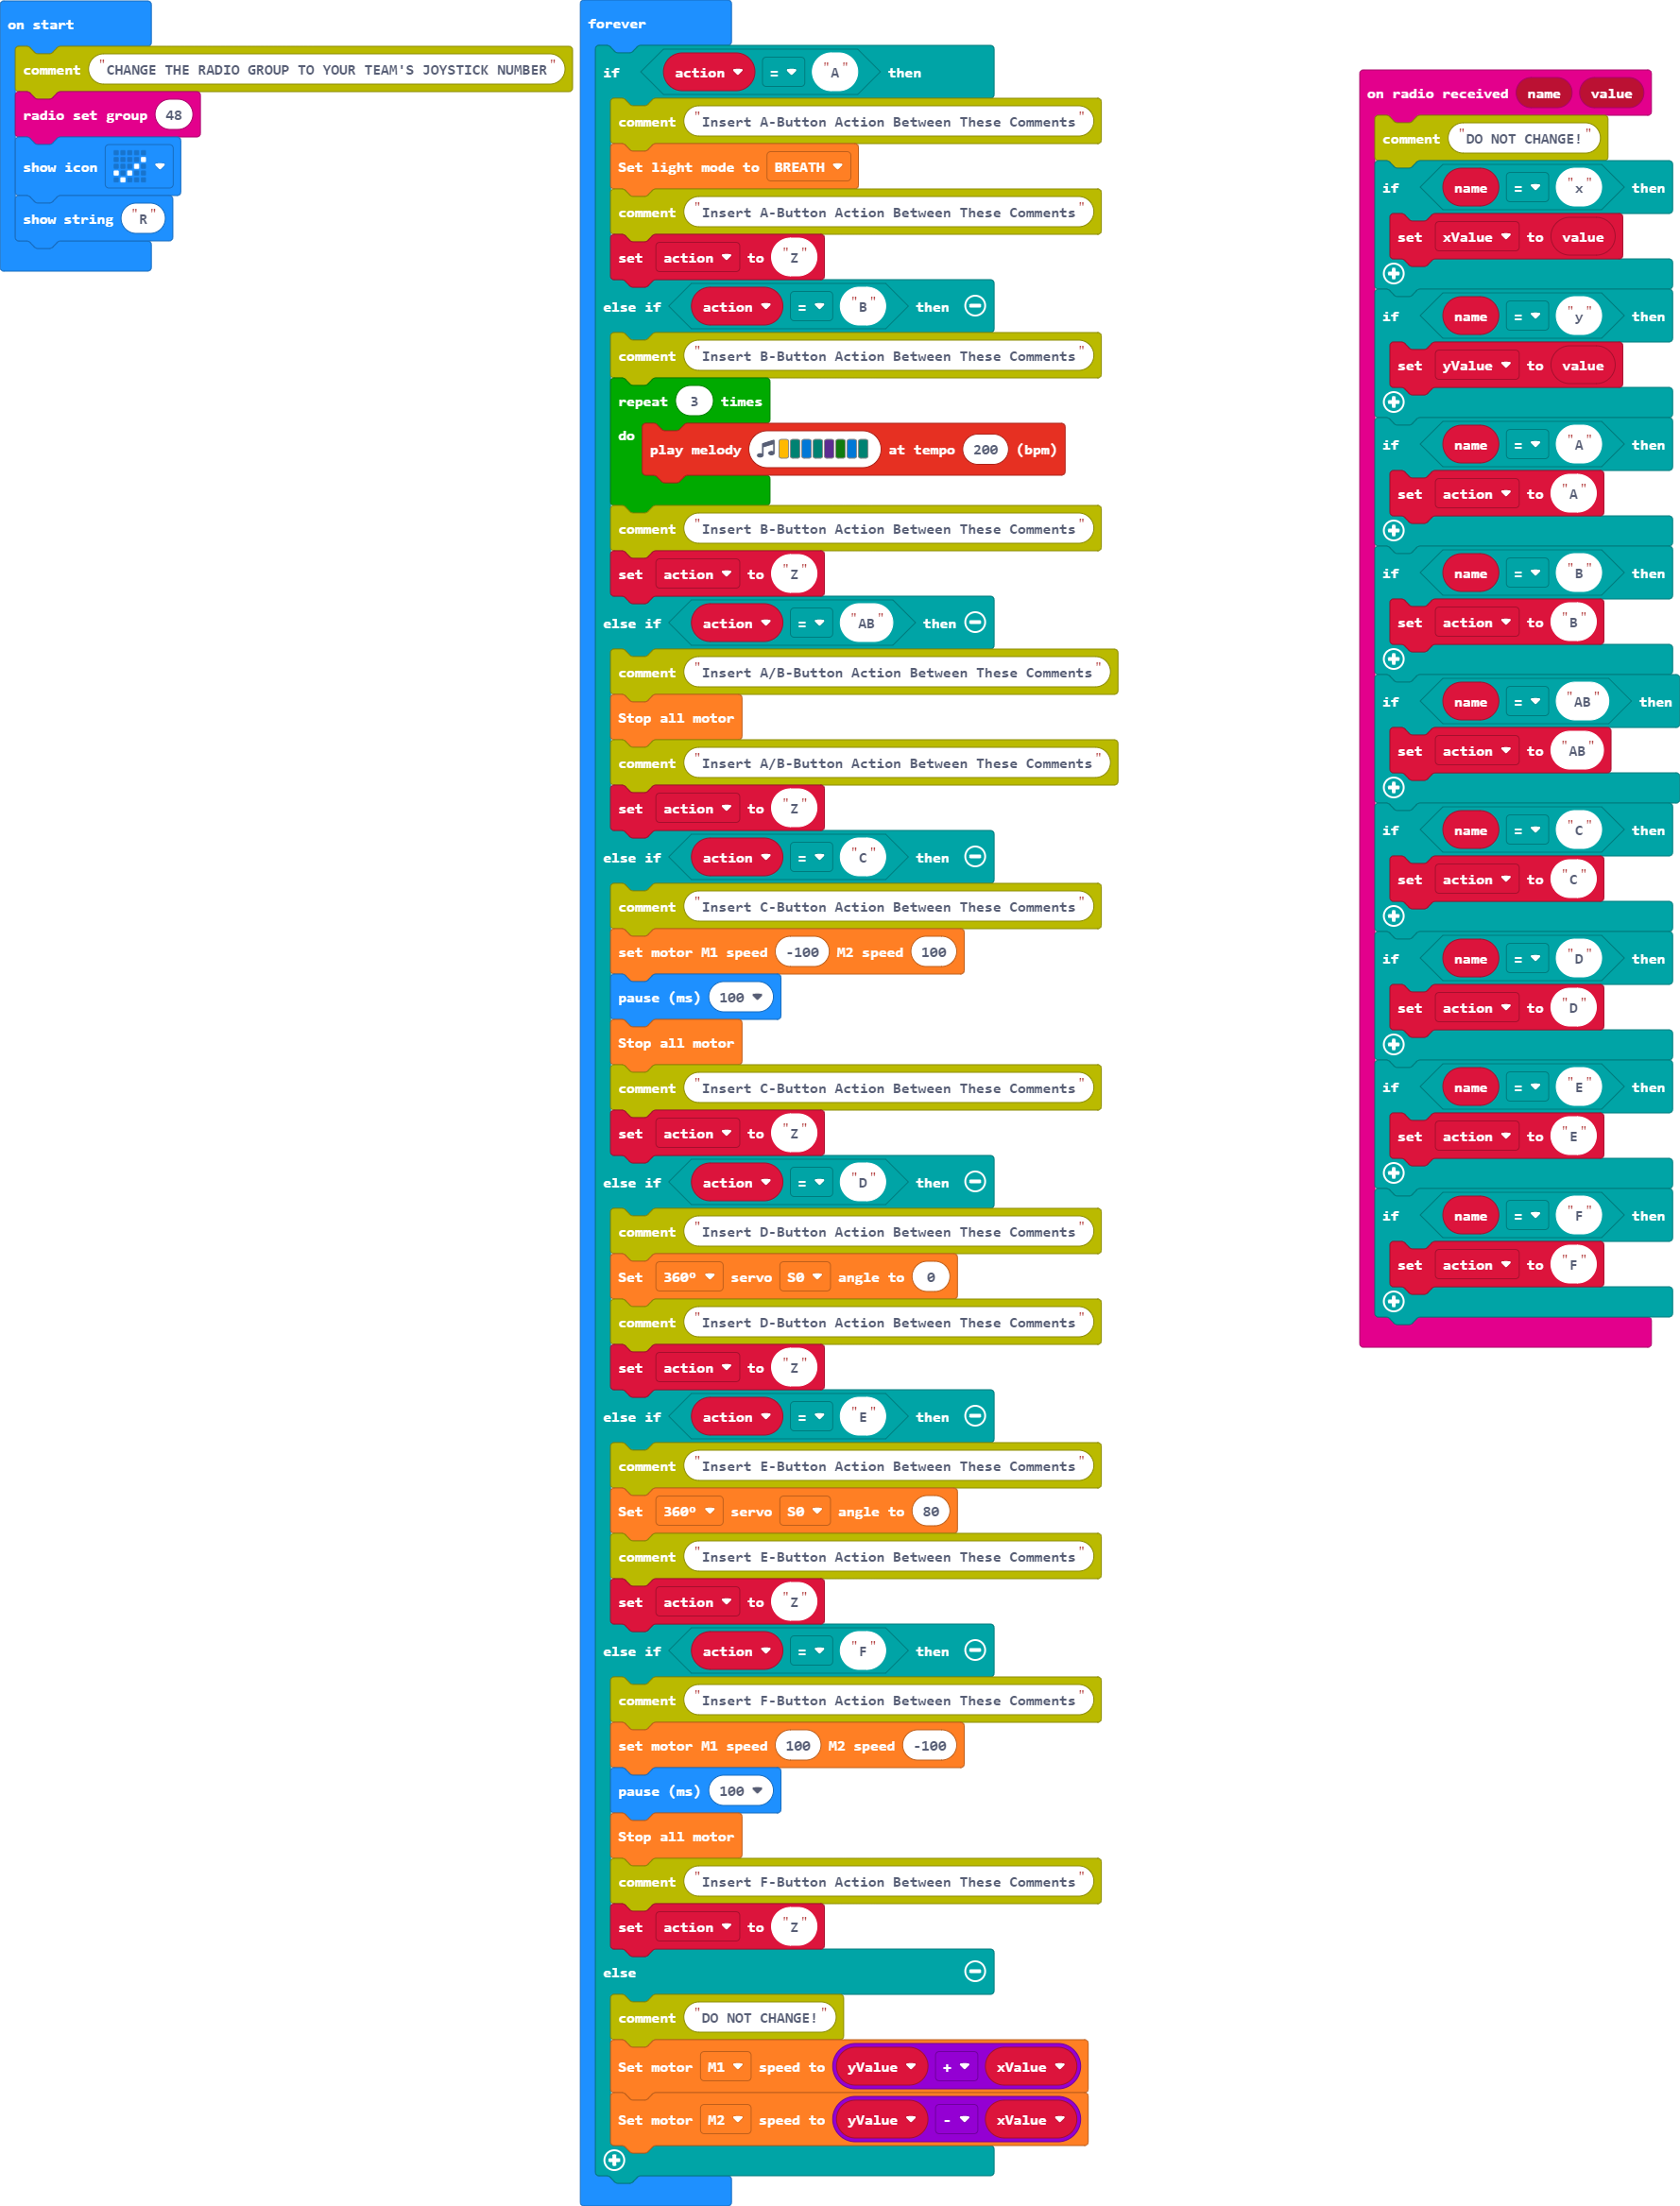 on start
comment "CHANGE THE RADIO GROUP TO YOUR TEAM'S JOYSTICK NUMBER"
radio set group 48
show icon
show string "R"
forever
if action = "A" then
comment "Insert A-Button Action Between These Comments"
Set light mode to BREATH
comment "Insert A-Button Action Between These Comments"
set action to "Z"
else if action = "B" then
comment "Insert B-Button Action Between These Comments"
repeat 3 times
do play melody at tempo 200 (bpm)
comment "Insert B-Button Action Between These Comments"
set action to "Z"
else if action = "AB" then
comment "Insert A/B-Button Action Between These Comments"
Stop all motor
comment "Insert A/B-Button Action Between These Comments"
set action to "Z"
else if action = "C" then
comment "Insert C-Button Action Between These Comments"
set motor M1 speed -100 M2 speed 100
pause (ms) 100
Stop all motor
comment "Insert C-Button Action Between These Comments"
set action to "Z"
else if action = "D" then
comment "Insert D-Button Action Between These Comments"
Set 360° servo S0 angle to 0
comment "Insert D-Button Action Between These Comments"
set action to "Z"
else if action = "E" then
comment "Insert E-Button Action Between These Comments"
Set 360° servo S0 angle to 80
comment "Insert E-Button Action Between These Comments"
set action to "Z"
else if action = "F" then
comment "Insert F-Button Action Between These Comments"
set motor M1 speed 100 M2 speed -100
pause (ms) 100
Stop all motor
comment "Insert F-Button Action Between These Comments"
set action to "Z"
else
comment "DO NOT CHANGE!"
Set motor M1 speed to yValue + xValue
Set motor M2 speed to yValue - xValue
on radio received name value
comment "DO NOT CHANGE!"
if name = "x" then
set xValue to value
if name = "y" then
set yValue to value
if name = "A" then
set action to "A"
if name = "B" then
set action to "B"
if name = "AB" then
set action to "AB"
if name = "C" then
set action to "C"
if name = "D" then
set action to "D"
if name = "E" then
set action to "E"
if name = "F" then
set action to "F"